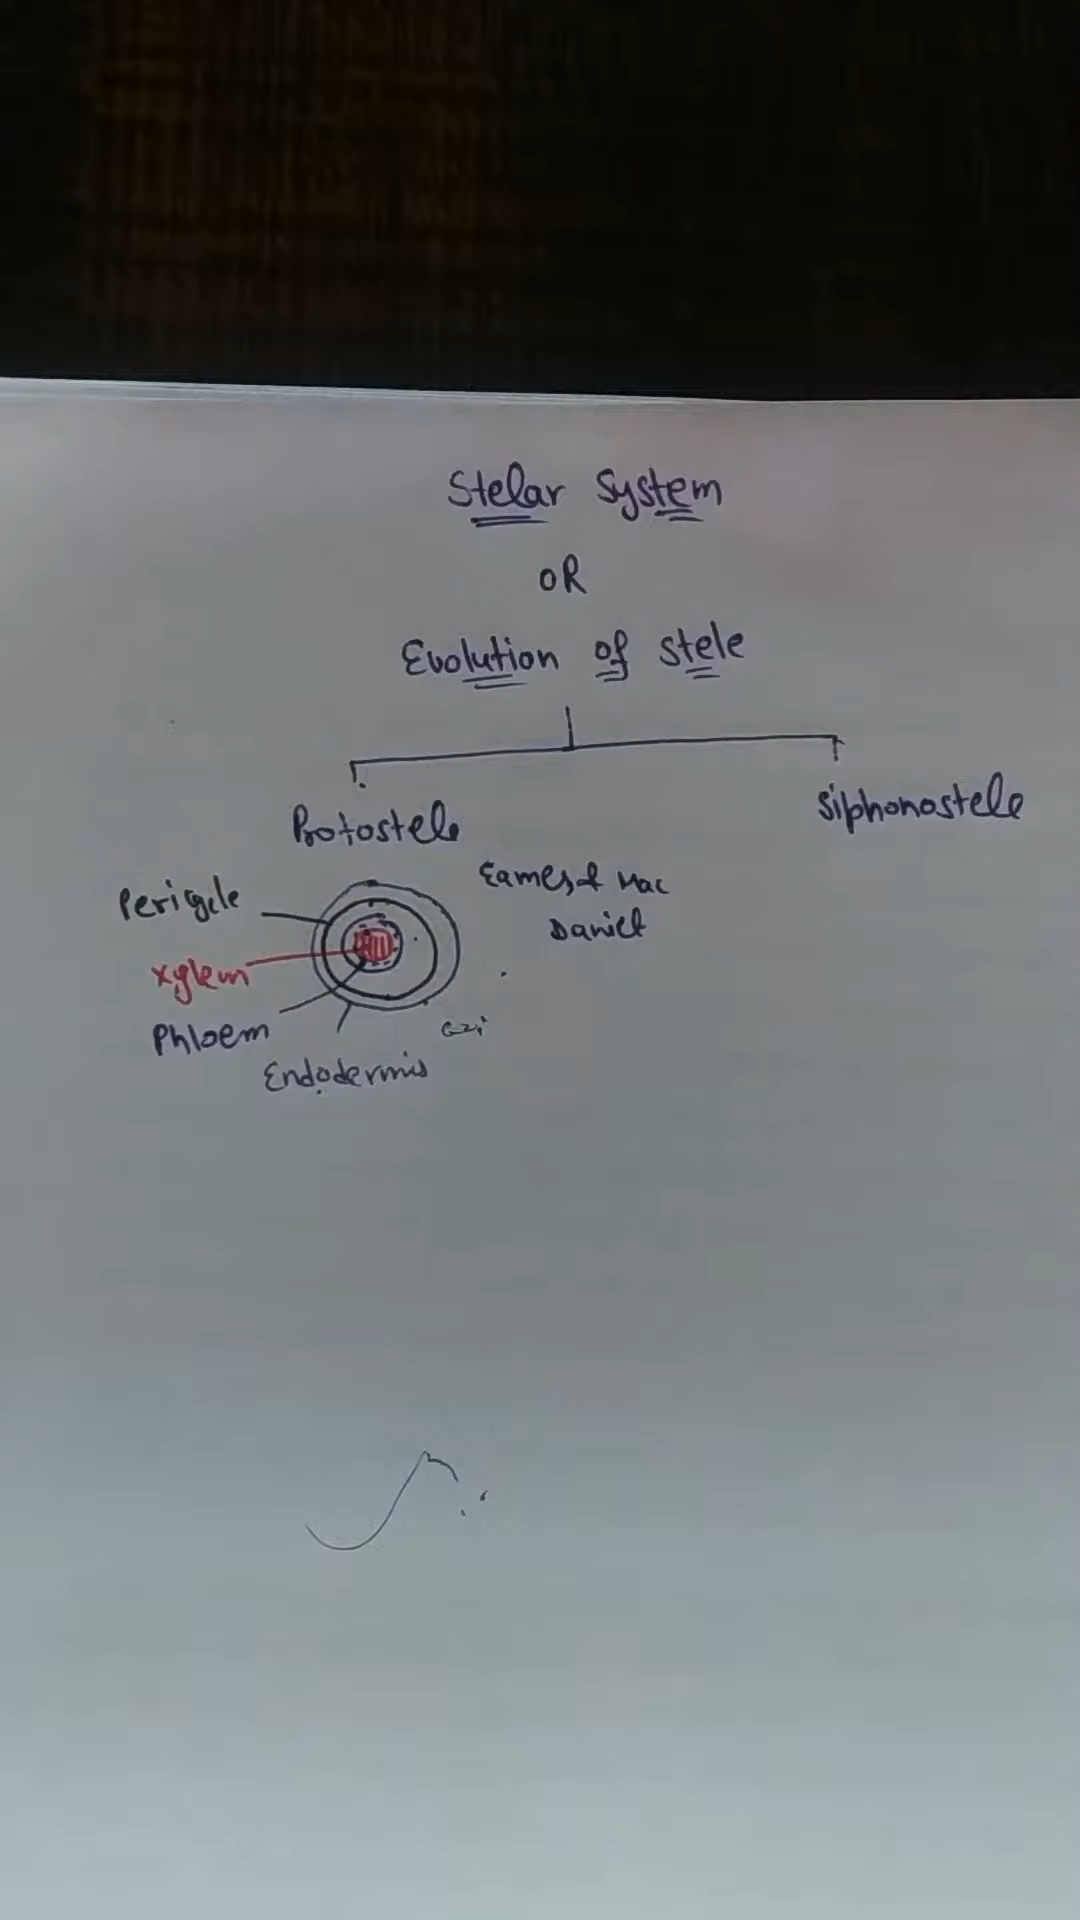 Stelar System
OR
Evolution of stele
Protostele
Siphonostele
Eames & Mac
Daniel
Pericycle
Xylem
Phloem
Endodermis